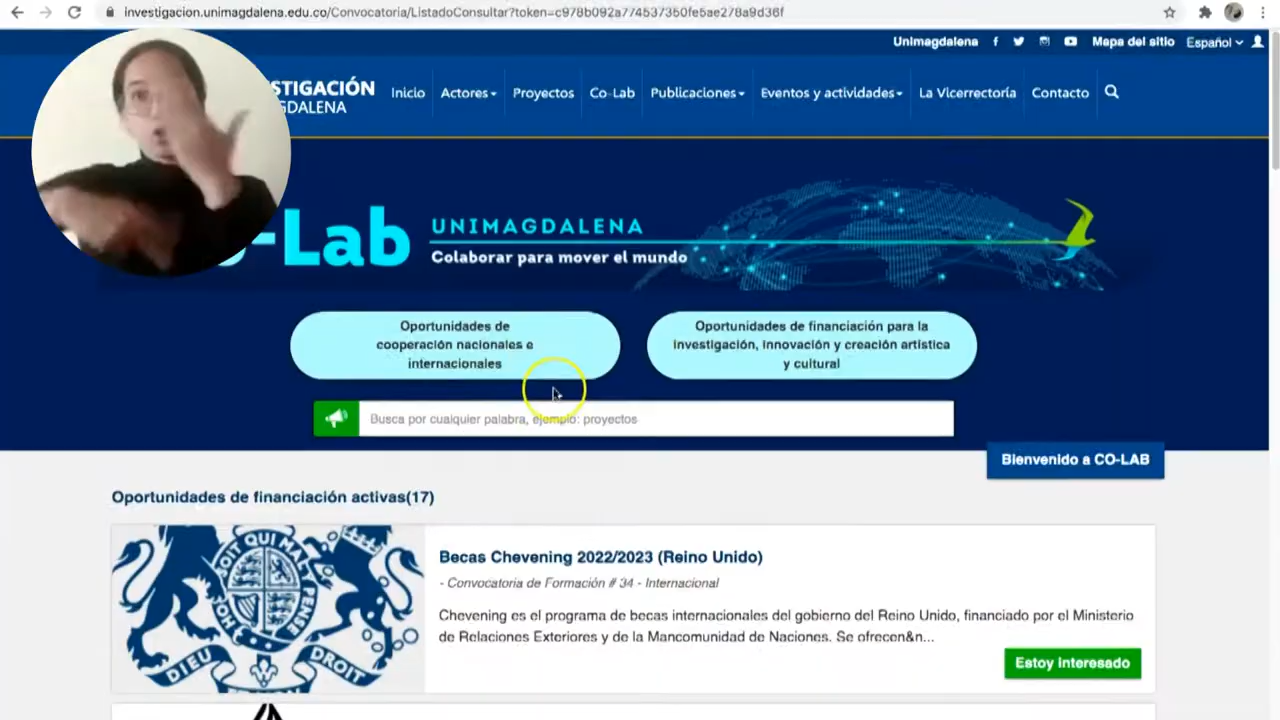 investigacion.unimagdalena.edu.co/Convocatoria/ListadoConsultar?token=c978b092a774537350fe5ae278a9d36f
Unimagdalena Mapa del sitio Español
STIGACIÓN
GDALENA
Inicio Actores Proyectos Co-Lab Publicaciones Eventos y actividades La Vicerrectoría Contacto
-Lab
UNIMAGDALENA
Colaborar para mover el mundo
Oportunidades de
cooperación nacionales e
internacionales
Oportunidades de financiación para la
investigación, innovación y creación artística
y cultural
Busca por cualquier palabra, ejemplo: proyectos
Bienvenido a CO-LAB
Oportunidades de financiación activas(17)
SOIT QUI MAL
PENSE
HON
DIEU
DROIT
Becas Chevening 2022/2023 (Reino Unido)
- Convocatoria de Formación # 34 - Internacional
Chevening es el programa de becas internacionales del gobierno del Reino Unido, financiado por el Ministerio
de Relaciones Exteriores y de la Mancomunidad de Naciones. Se ofrecen&n...
Estoy Interesado